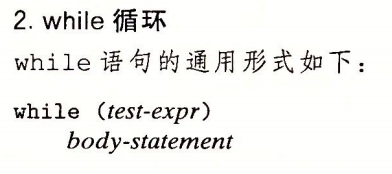 2. while 循环
while 语句的通用形式如下：
while (test-expr)
body-statement